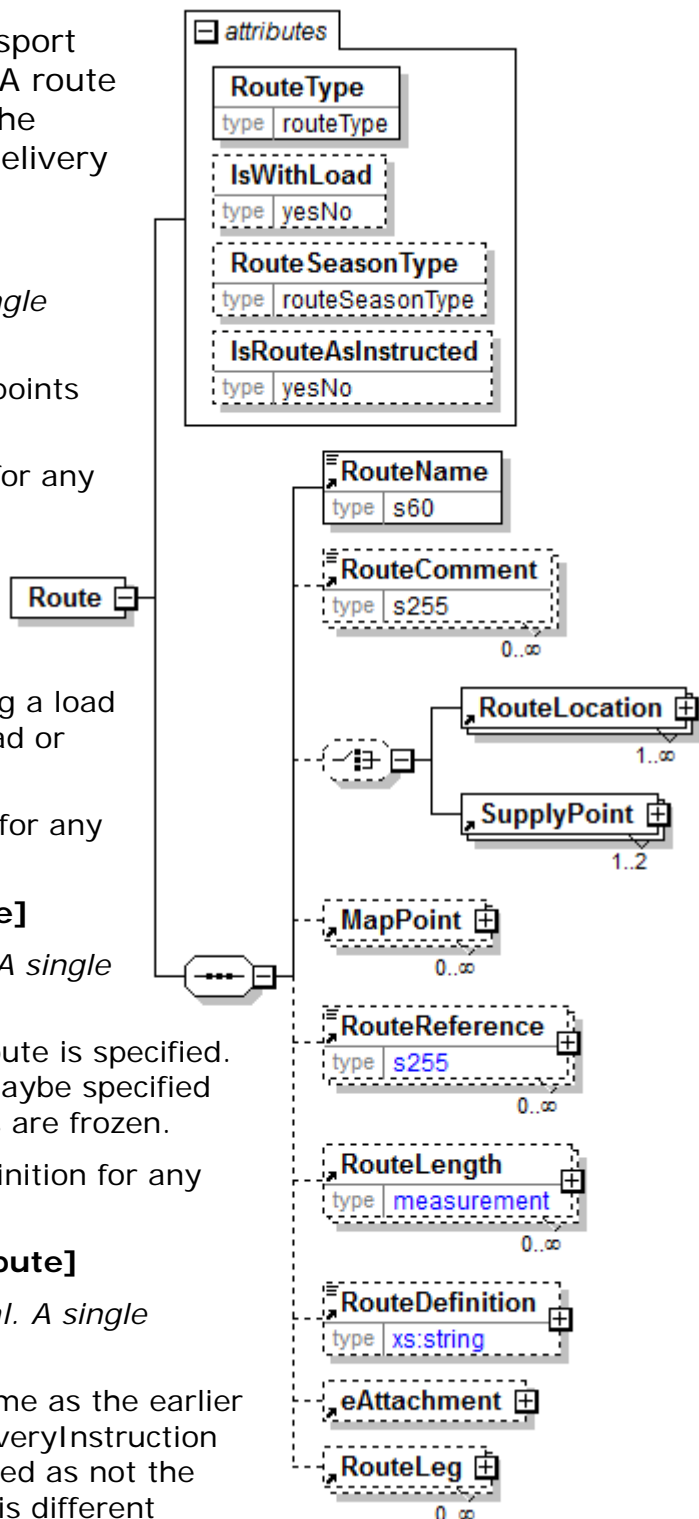 sport
A route
he
elivery
ngle
points
for any
g a load
ad or
for any
e]
A single
oute is specified.
maybe specified
are frozen.
inition for any
oute]
l. A single
me as the earlier
veryInstruction
ed as not the
is different
attributes
RouteType
type routeType
IsWithLoad
type yesNo
RouteSeasonType
type routeSeasonType
IsRouteAsInstructed
type yesNo
Route
RouteName
type s60
RouteComment
type s255
0..∞
RouteLocation
1..∞
SupplyPoint
1..2
MapPoint
0..∞
RouteReference
type s255
0..∞
RouteLength
type measurement
0..∞
RouteDefinition
type xs:string
eAttachment
RouteLeg
0..∞